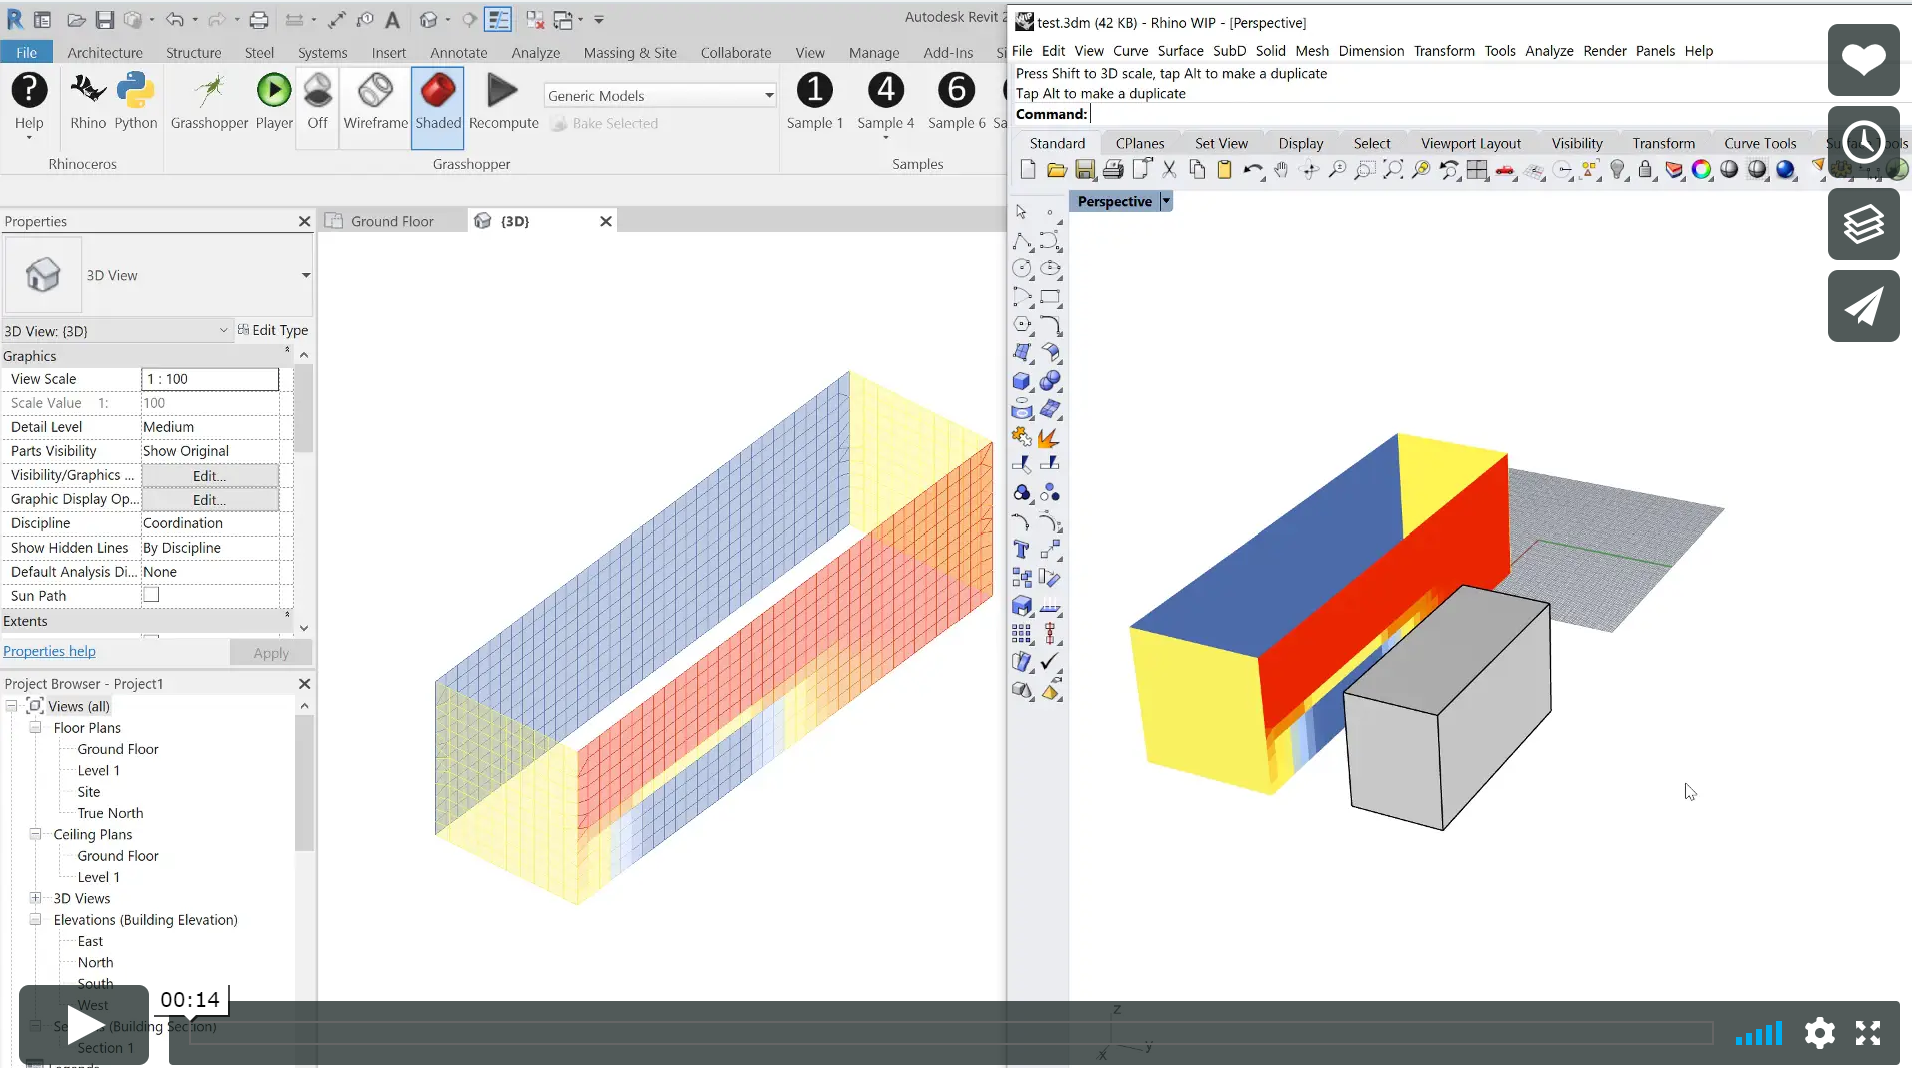 Autodesk Revit 2
File Architecture Structure Steel Systems Insert Annotate Analyze Massing & Site Collaborate View Manage Add-Ins
Generic Models
Bake Selected
Help Rhino Python Grasshopper Player Off Wireframe Shaded Recompute Sample 1 Sample 4 Sample 6
Rhinoceros Grasshopper Samples
test.3dm (42 KB) - Rhino WIP - [Perspective]
File Edit View Curve Surface SubD Solid Mesh Dimension Transform Tools Analyze Render Panels Help
Press Shift to 3D scale, tap Alt to make a duplicate
Tap Alt to make a duplicate
Command:
Standard CPlanes Set View Display Select Viewport Layout Visibility Transform Curve Tools
Perspective
Properties
Ground Floor {3D}
3D View
3D View: {3D} Edit Type
Graphics
View Scale 1 : 100
Scale Value 1: 100
Detail Level Medium
Parts Visibility Show Original
Visibility/Graphics ... Edit...
Graphic Display Op... Edit...
Discipline Coordination
Show Hidden Lines By Discipline
Default Analysis Di... None
Sun Path
Extents
Properties help Apply
Project Browser - Project1
Views (all)
Floor Plans
Ground Floor
Level 1
Site
True North
Ceiling Plans
Ground Floor
Level 1
3D Views
Elevations (Building Elevation)
East
North
South
West
(Building Section)
Section 1
00:14
z
y
x